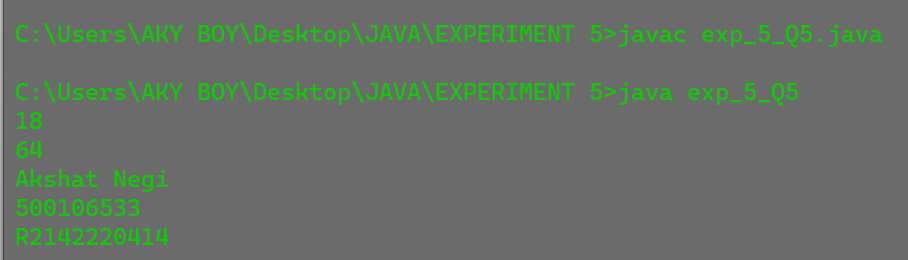 C:\Users\AKY BOY\Desktop\JAVA\EXPERIMENT 5>javac exp_5_Q5.java
C:\Users\AKY BOY\Desktop\JAVA\EXPERIMENT 5>java exp_5_Q5
18
64
Akshat Negi
500106533
R2142220414